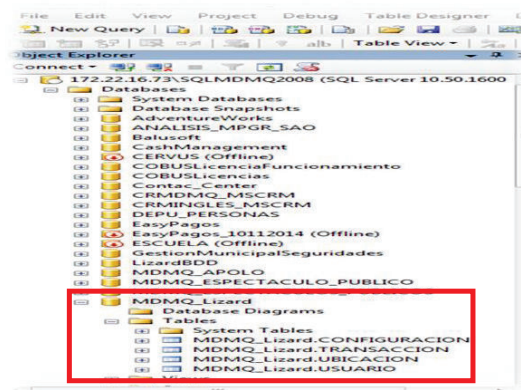 File Edit View Project Debug Table Designer
New Query
Table View
Object Explorer
Connect
172.22.16.73\SQLMDMQ2008 (SQL Server 10.50.1600
Databases
System Databases
Database Snapshots
AdventureWorks
ANALISIS_MPGR_SAO
Balusoft
CashManagement
CERVUS (Offline)
COBUSLicenciaFuncionamiento
COBUSLicencias
Contac_Center
CRMDMQ_MSCRM
CRMINGLES_MSCRM
DEPU_PERSONAS
EasyPagos
EasyPagos_10112014 (Offline)
ESCUELA (Offline)
GestionMunicipalSeguridades
LizardBDD
MDMQ_APOLO
MDMQ_ESPECTACULO_PUBLICO
MDMQ_Lizard
Database Diagrams
Tables
System Tables
MDMQ_Lizard.CONFIGURACION
MDMQ_Lizard.TRANSACCION
MDMQ_Lizard.UBICACION
MDMQ_Lizard.USUARIO
Views